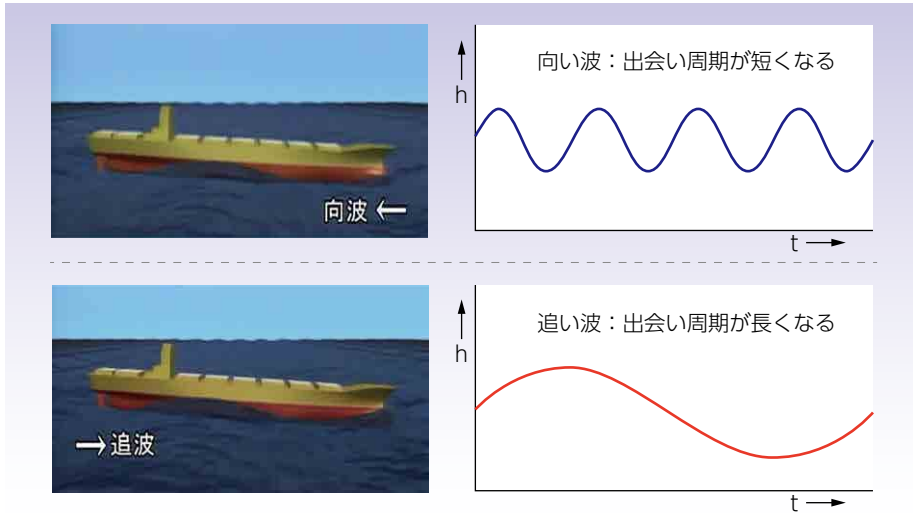 向い波：出会い周期が短くなる
h
向波 ←
t →
追い波：出会い周期が長くなる
h
→追波
t →